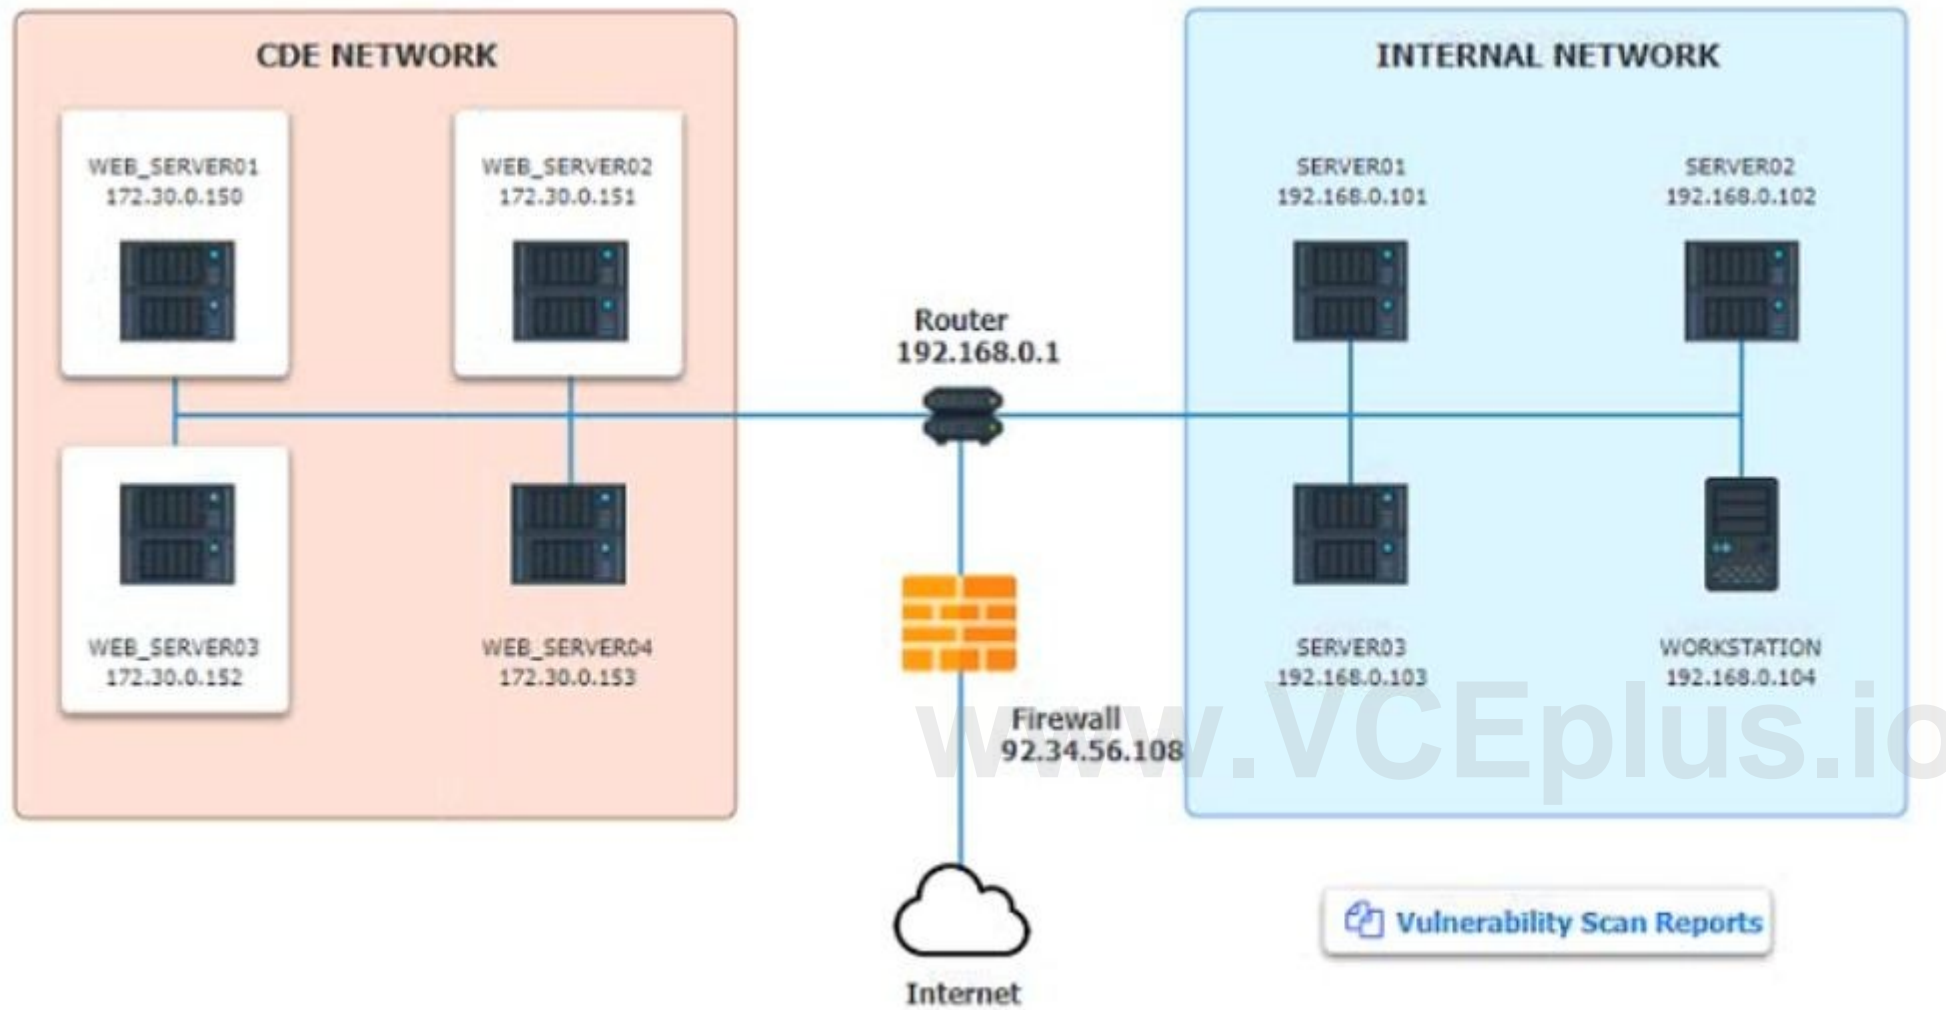 CDE NETWORK
INTERNAL NETWORK
WEB_SERVER01
172.30.0.150
WEB_SERVER02
172.30.0.151
SERVER01
192.168.0.101
SERVER02
192.168.0.102
Router
192.168.0.1
WEB_SERVER03
172.30.0.152
WEB_SERVER04
172.30.0.153
SERVER03
192.168.0.103
WORKSTATION
192.168.0.104
Firewall
92.34.56.108
www.VCEplus.io
Vulnerability Scan Reports
Internet